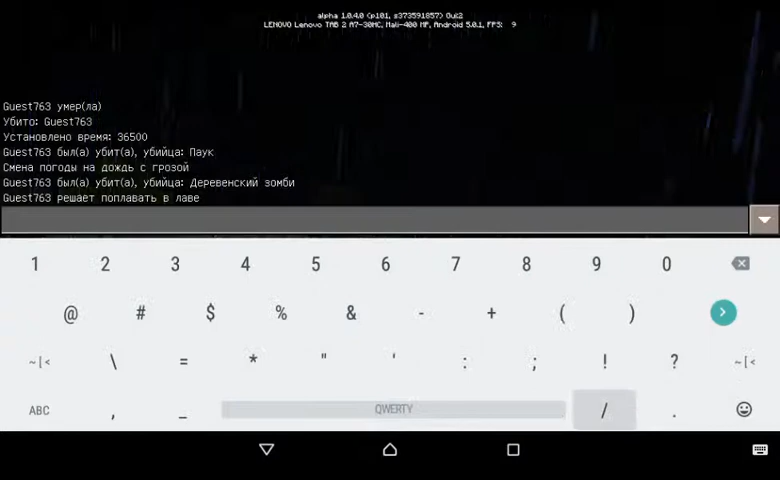 alpha 1.0.4.0 (p101, s373591857) Gui2
LENOVO Lenovo TAB 2 A7-30HC, Mali-400 MP, Android 5.0.1, FPS: 9
Guest763 умер(ла)
Убито: Guest763
Установлено время: 36500
Guest763 был(а) убит(а), убийца: Паук
Смена погоды на дождь с грозой
Guest763 был(а) убит(а), убийца: Деревенский зомби
Guest763 решает поплавать в лаве
1 2 3 4 5 6 7 8 9 0
@ # $ % & - + ( )
~[< \ = * " ' : ; ! ? ~[<
ABC , _ QWERTY / .